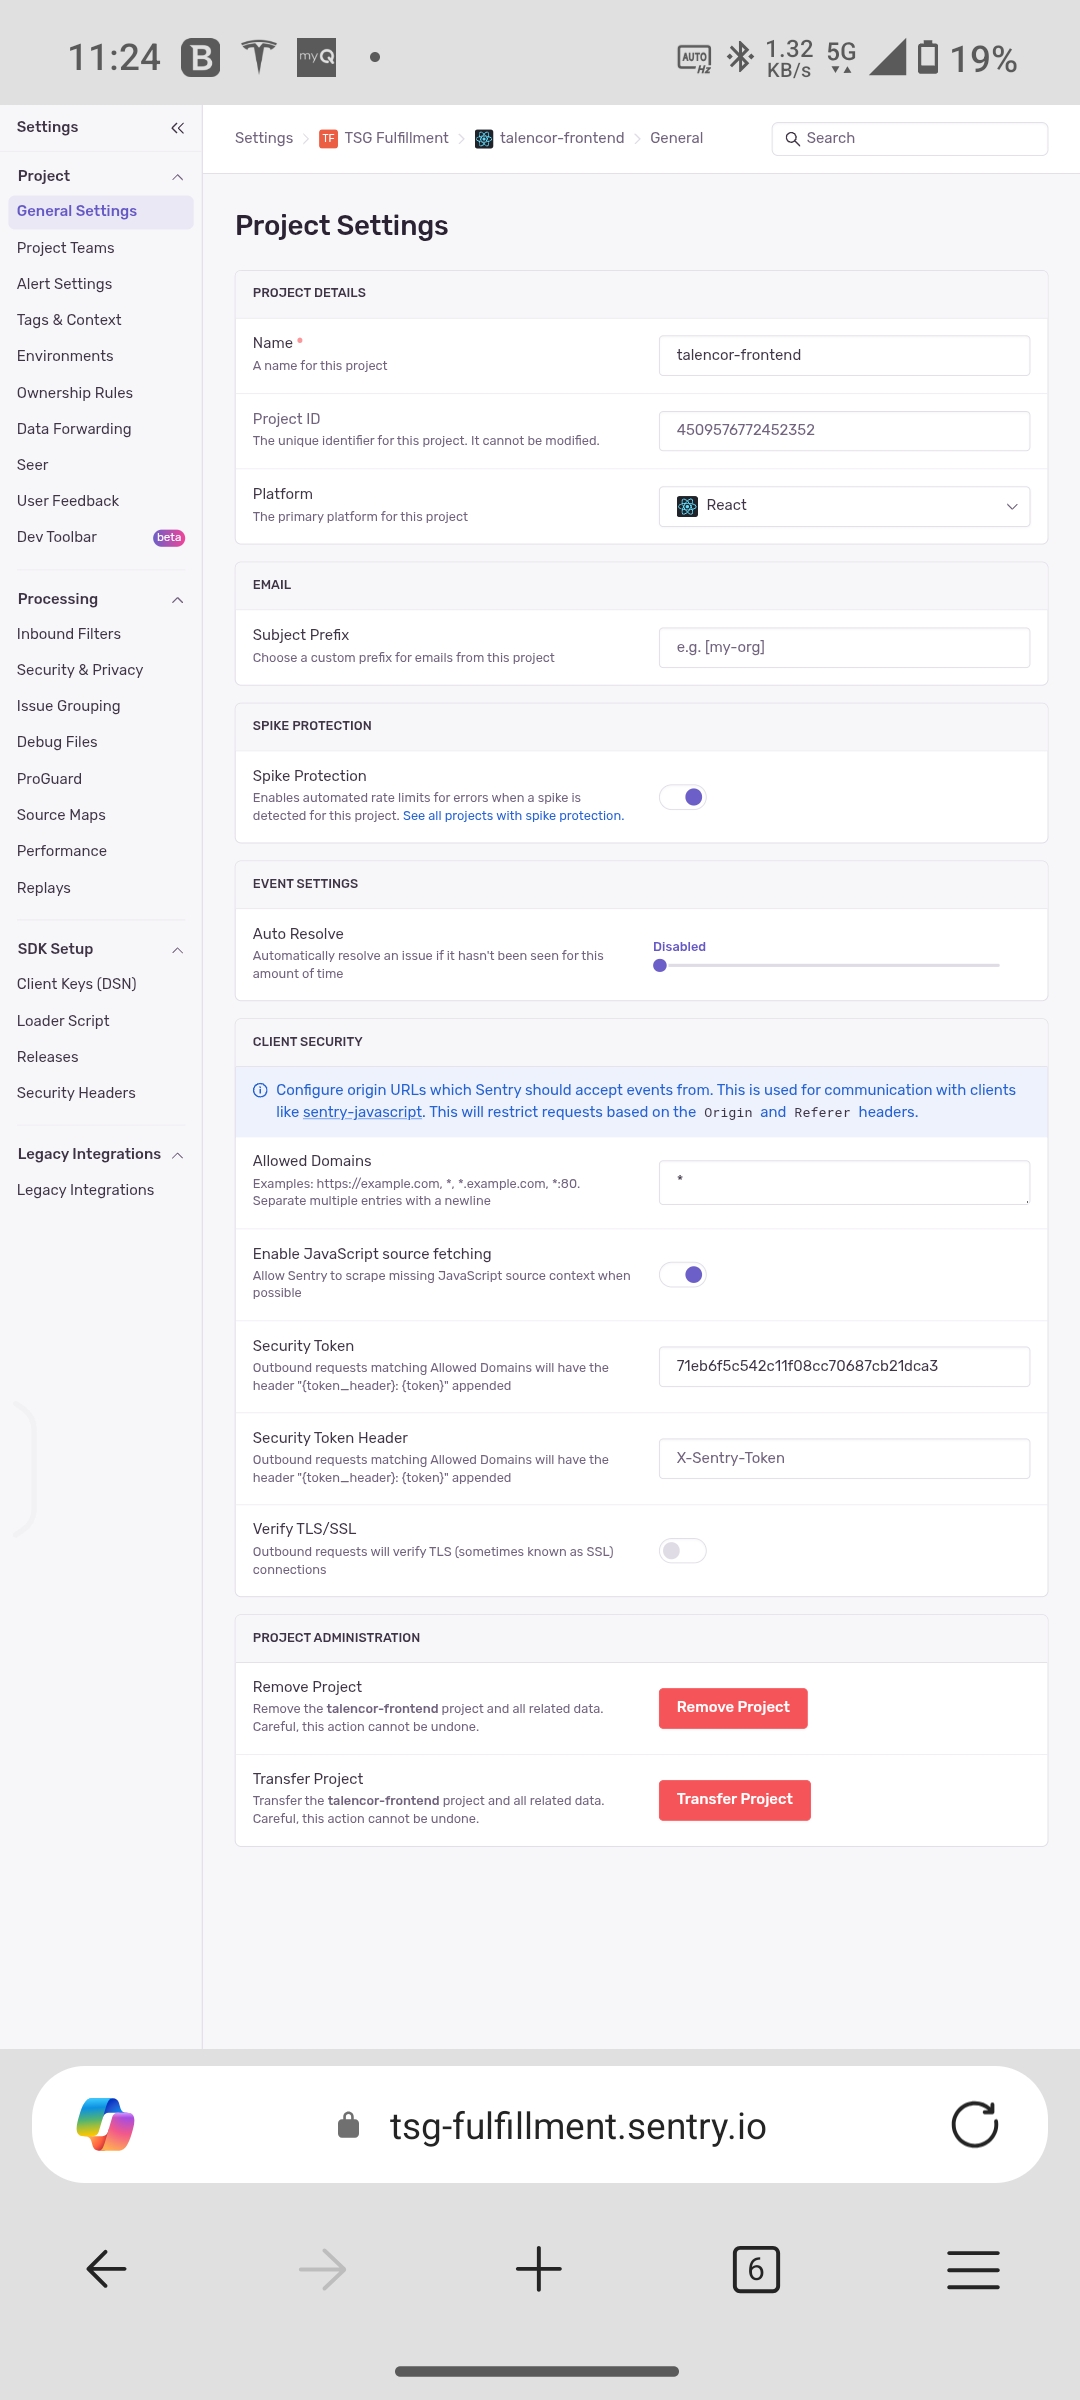 11:24
B
myQ
AUTO Hz
1.32 KB/s
5G
19%
Settings
Project
General Settings
Project Teams
Alert Settings
Tags & Context
Environments
Ownership Rules
Data Forwarding
Seer
User Feedback
Dev Toolbar beta
Processing
Inbound Filters
Security & Privacy
Issue Grouping
Debug Files
ProGuard
Source Maps
Performance
Replays
SDK Setup
Client Keys (DSN)
Loader Script
Releases
Security Headers
Legacy Integrations
Legacy Integrations
Settings TF TSG Fulfillment talencor-frontend General
Search
Project Settings
PROJECT DETAILS
Name *
A name for this project
talencor-frontend
Project ID
The unique identifier for this project. It cannot be modified.
4509576772452352
Platform
The primary platform for this project
React
EMAIL
Subject Prefix
Choose a custom prefix for emails from this project
e.g. [my-org]
SPIKE PROTECTION
Spike Protection
Enables automated rate limits for errors when a spike is
detected for this project. See all projects with spike protection.
EVENT SETTINGS
Auto Resolve
Automatically resolve an issue if it hasn't been seen for this
amount of time
Disabled
CLIENT SECURITY
Configure origin URLs which Sentry should accept events from. This is used for communication with clients
like sentry-javascript. This will restrict requests based on the Origin and Referer headers.
Allowed Domains
Examples: https://example.com, *, *.example.com, *:80.
Separate multiple entries with a newline
*
Enable JavaScript source fetching
Allow Sentry to scrape missing JavaScript source context when
possible
Security Token
Outbound requests matching Allowed Domains will have the
header "{token_header}: {token}" appended
71eb6f5c542c11f08cc70687cb21dca3
Security Token Header
Outbound requests matching Allowed Domains will have the
header "{token_header}: {token}" appended
X-Sentry-Token
Verify TLS/SSL
Outbound requests will verify TLS (sometimes known as SSL)
connections
PROJECT ADMINISTRATION
Remove Project
Remove the talencor-frontend project and all related data.
Careful, this action cannot be undone.
Remove Project
Transfer Project
Transfer the talencor-frontend project and all related data.
Careful, this action cannot be undone.
Transfer Project
tsg-fulfillment.sentry.io
6